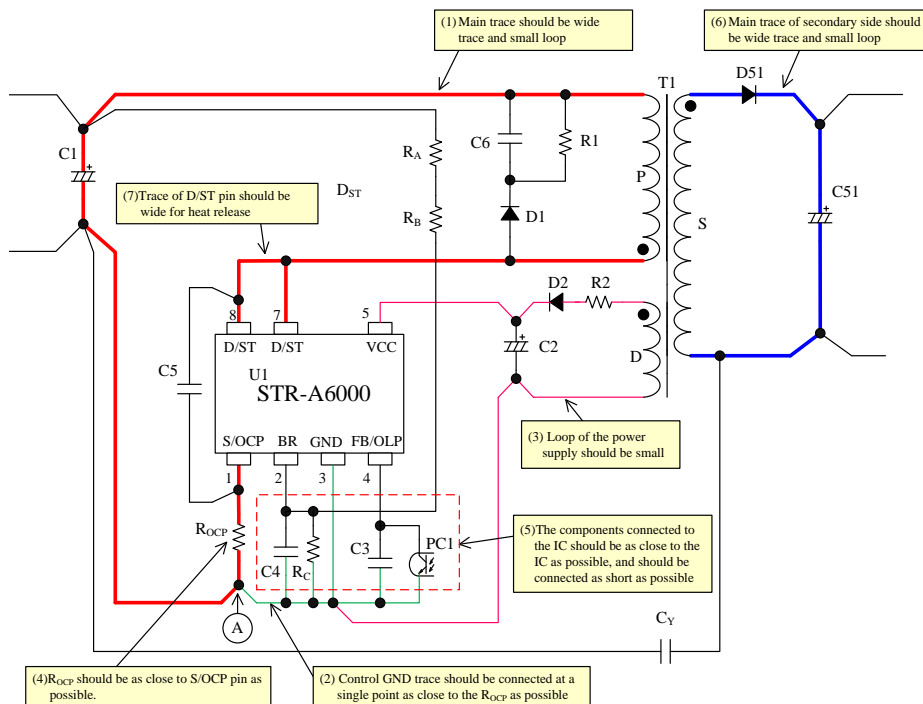 (1) Main trace should be wide
trace and small loop
(6) Main trace of secondary side should
be wide trace and small loop
T1
D51
C1
C6
R1
RA
P
DST
(7)Trace of D/ST pin should be
wide for heat release
RB
D1
S
C51
D2
R2
8
7
5
D/ST
D/ST
VCC
C2
D
C5
U1
STR-A6000
(3) Loop of the power
supply should be small
S/OCP
BR
GND
FB/OLP
1
2
3
4
ROCP
C4
RC
C3
PC1
(5)The components connected to
the IC should be as close to the
IC as possible, and should be
connected as short as possible
A
CY
(4)ROCP should be as close to S/OCP pin as
possible.
(2) Control GND trace should be connected at a
single point as close to the ROCP as possible